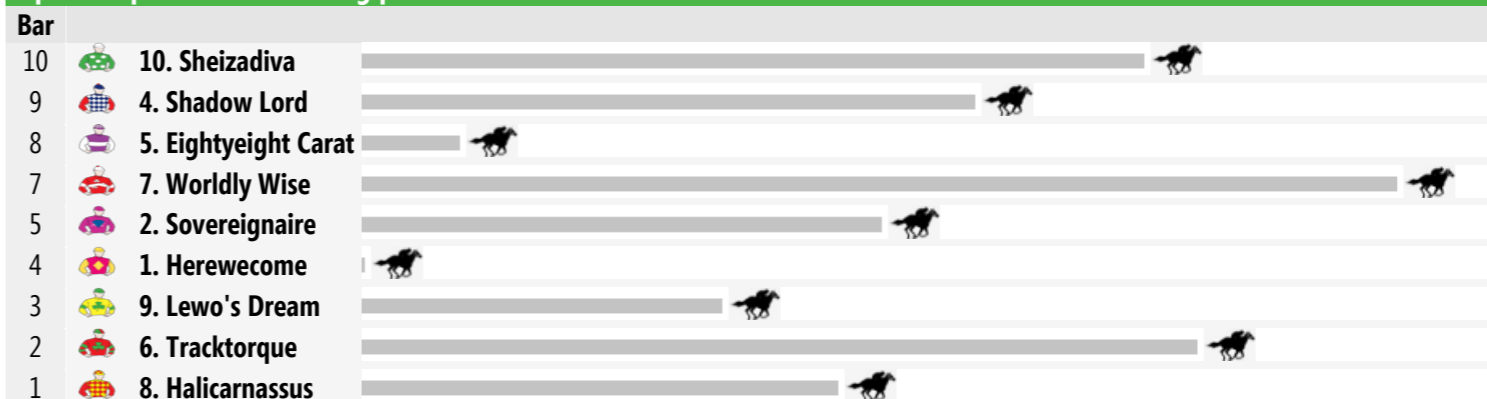 Bar
10 10. Sheizadiva
9 4. Shadow Lord
8 5. Eightyeight Carat
7 7. Worldly Wise
5 2. Sovereignaire
4 1. Herewecome
3 9. Lewo's Dream
2 6. Tracktorque
1 8. Halicarnassus